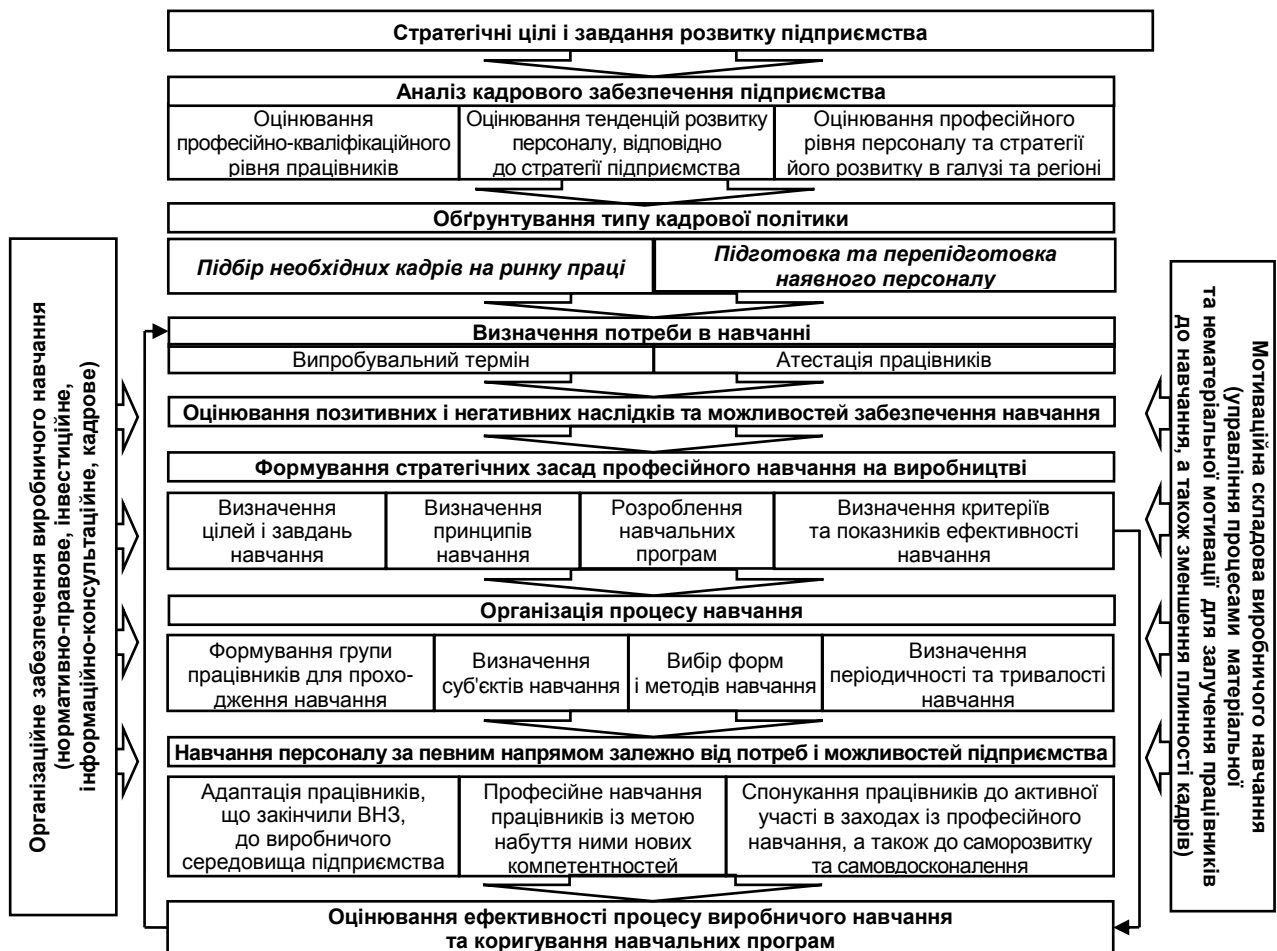 Стратегічні цілі і завдання розвитку підприємства
Аналіз кадрового забезпечення підприємства
Оцінювання
професійно-кваліфікаційного
рівня працівників
Оцінювання тенденцій розвитку
персоналу, відповідно
до стратегії підприємства
Оцінювання професійного
рівня персоналу та стратегії
його розвитку в галузі та регіоні
Обґрунтування типу кадрової політики
Підбір необхідних кадрів на ринку праці
Підготовка та перепідготовка
наявного персоналу
Визначення потреби в навчанні
Випробувальний термін
Атестація працівників
Оцінювання позитивних і негативних наслідків та можливостей забезпечення навчання
Формування стратегічних засад професійного навчання на виробництві
Визначення
цілей і завдань
навчання
Визначення
принципів
навчання
Розроблення
навчальних
програм
Визначення критеріїв
та показників ефективності
навчання
Організація процесу навчання
Формування групи
працівників для прохо-
дження навчання
Визначення
суб'єктів навчання
Вибір форм
і методів навчання
Визначення
періодичності та тривалості
навчання
Навчання персоналу за певним напрямом залежно від потреб і можливостей підприємства
Адаптація працівників,
що закінчили ВНЗ,
до виробничого
середовища підприємства
Професійне навчання
працівників із метою
набуття ними нових
компетентностей
Спонукання працівників до активної
участі в заходах із професійного
навчання, а також до саморозвитку
та самовдосконалення
Оцінювання ефективності процесу виробничого навчання
та коригування навчальних програм
Організаційне забезпечення виробничого навчання
(нормативно-правове, інвестиційне,
інформаційно-консультаційне, кадрове)
Мотиваційна складова виробничого навчання
(управління процесами матеріальної
та нематеріальної мотивації для залучення працівників
до навчання, а також зменшення плинності кадрів)